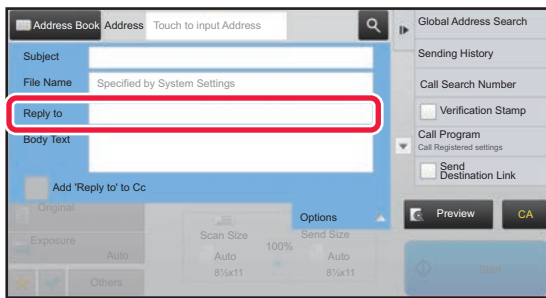 Address Book Address Touch to input Address
Subject
File Name Specified by System Settings
Reply to
Body Text
Add 'Reply to' to Cc
Options
Original
Exposure
Auto
Others
Scan Size
Auto
8½x11
100%
Send Size
Auto
8½x11
Global Address Search
Sending History
Call Search Number
Verification Stamp
Call Program
Call Registered settings
Send
Destination Link
Preview
CA
Start